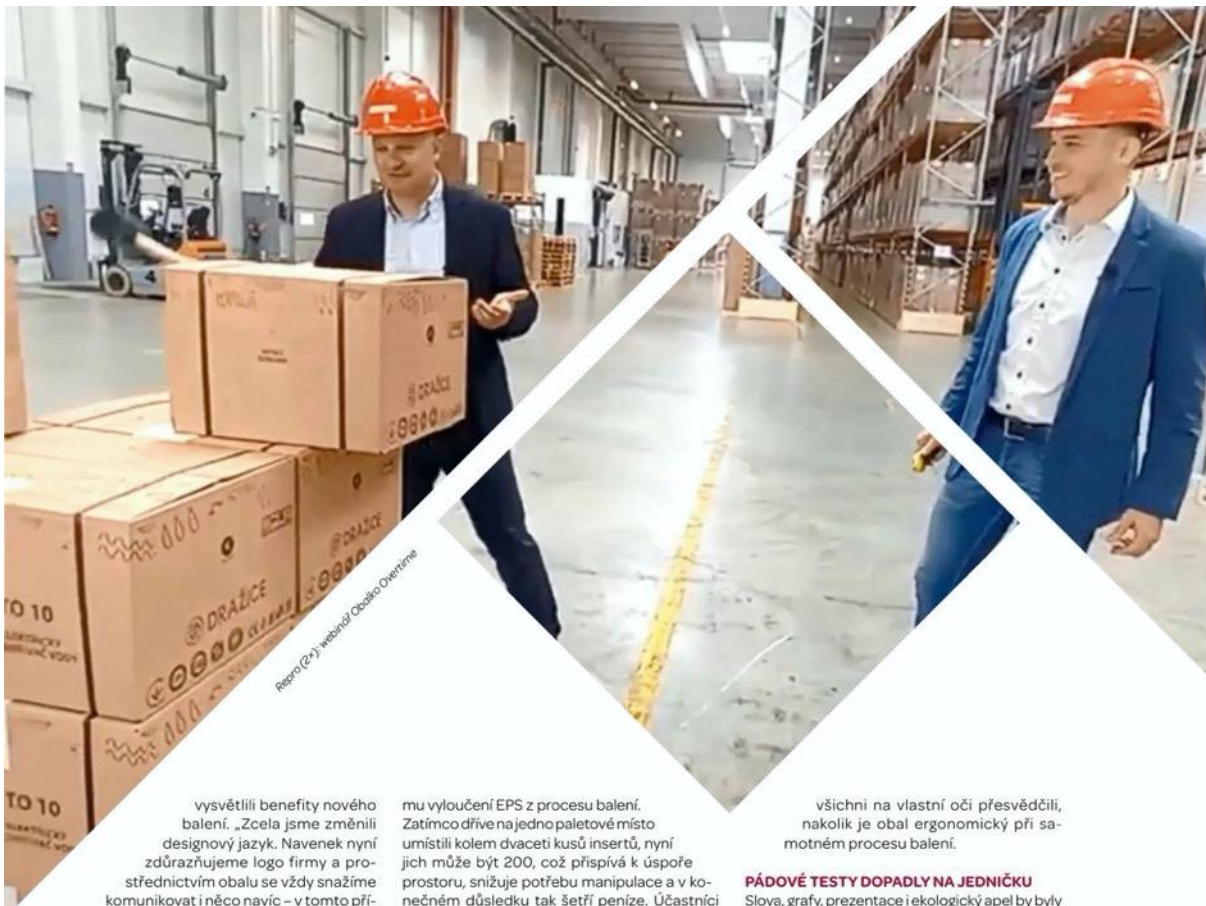 DRAŽICE
DRAŽICE
DRAŽICE
TO 10
TO 10
Repro (2×): webinář Obalko Overtime
vysvětlili benefity nového
balení. „Zcela jsme změnili
designový jazyk. Navenek nyní
zdůrazňujeme logo firmy a pro-
střednictvím obalu se vždy snažíme
komunikovat i něco navíc – v tomto pří-
mu vyloučení EPS z procesu balení.
Zatímco dříve na jedno paletové místo
umístili kolem dvaceti kusů insertů, nyní
jich může být 200, což přispívá k úspoře
prostoru, snižuje potřebu manipulace a v ko-
nečném důsledku tak šetří peníze. Účastníci
všichni na vlastní oči přesvědčili,
nakolik je obal ergonomický při sa-
motném procesu balení.
PÁDOVÉ TESTY DOPADLY NA JEDNIČKU
Slova, grafy, prezentace i ekologický apel by byly